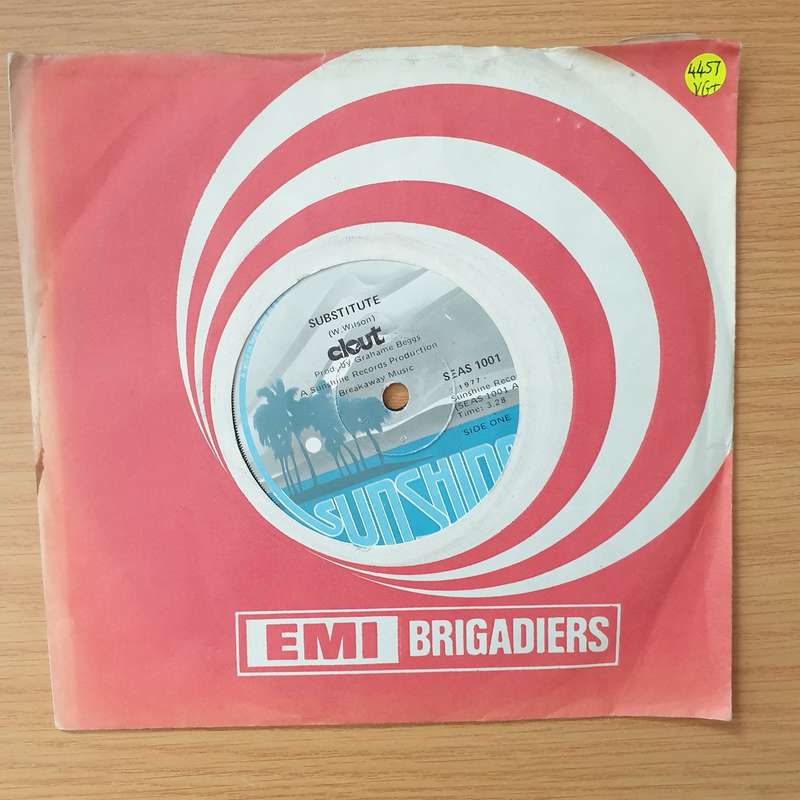 4457
VG+
SUBSTITUTE
(W. Wilson)
clout
Prod. by Grahame Beggs
A Sunshine Records Production
Breakaway Music
SEAS 1001
1977
Sunshine Reco
(SEAS 1001 A
Time: 3.28
SIDE ONE
SUNSHINE
EMI BRIGADIERS